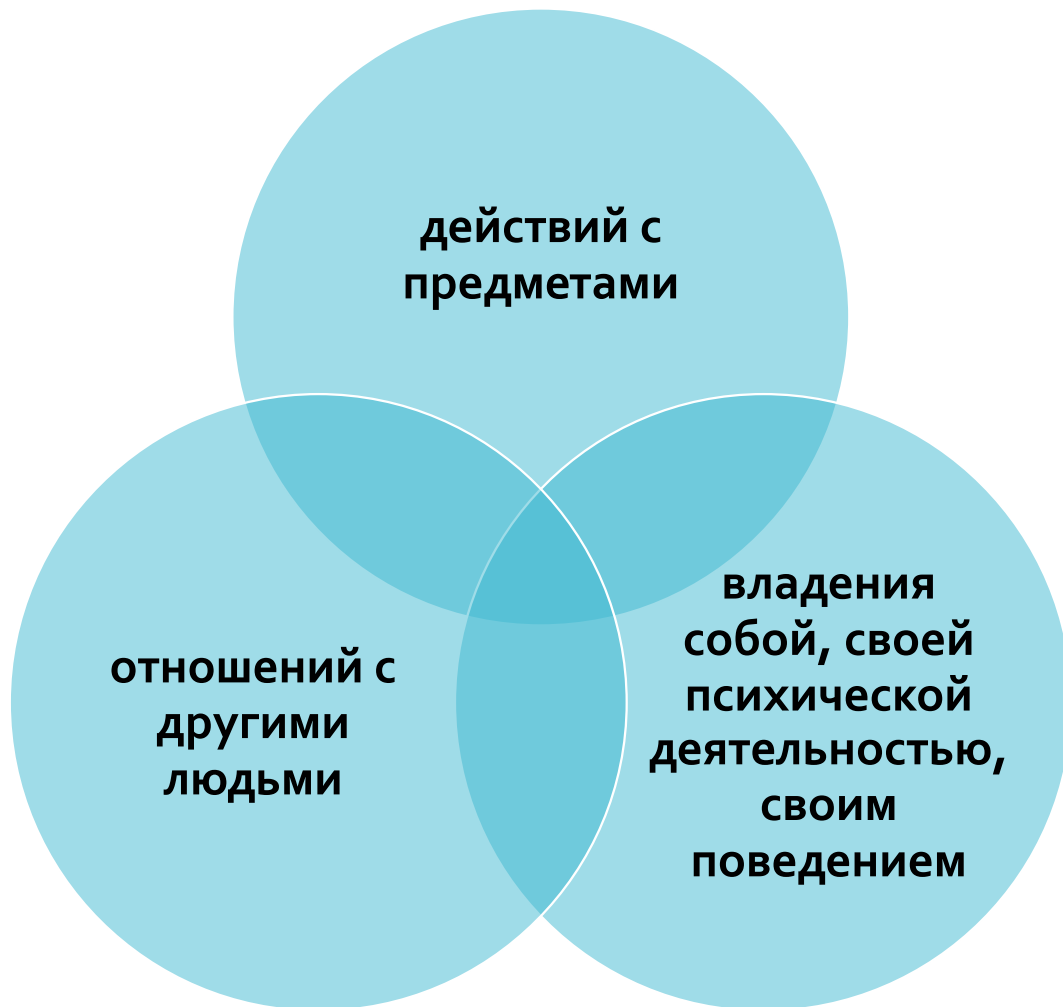 действий с
предметами
отношений с
другими
людьми
владения
собой, своей
психической
деятельностью,
своим
поведением